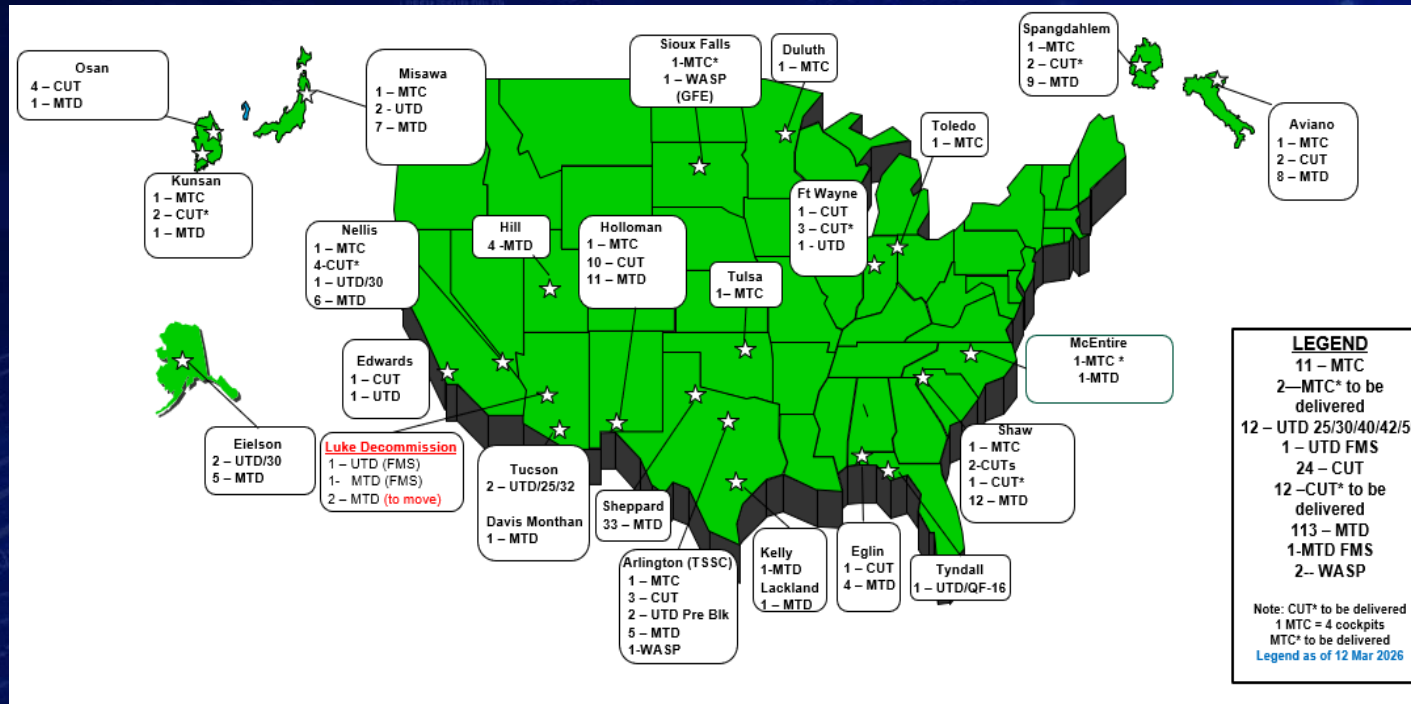 Osan
4 – CUT
1 – MTD
Misawa
1 – MTC
2 - UTD
7 – MTD
Kunsan
1 – MTC
2 – CUT*
1 – MTD
Sioux Falls
1-MTC*
1 – WASP
(GFE)
Duluth
1 – MTC
Toledo
1 – MTC
Spangdahlem
1 –MTC
2 – CUT*
9 – MTD
Aviano
1 – MTC
2 – CUT
8 – MTD
Ft Wayne
1 – CUT
3 – CUT*
1 - UTD
Nellis
1 – MTC
4-CUT*
1 – UTD/30
6 – MTD
Hill
4 -MTD
Holloman
1 – MTC
10 – CUT
11 – MTD
Tulsa
1– MTC
McEntire
1-MTC *
1-MTD
Edwards
1 – CUT
1 – UTD
Eielson
2 – UTD/30
5 – MTD
Luke Decommission
1 – UTD (FMS)
1- MTD (FMS)
2 – MTD (to move)
Tucson
2 – UTD/25/32
Davis Monthan
1 – MTD
Sheppard
33 – MTD
Arlington (TSSC)
1 – MTC
3 – CUT
2 – UTD Pre Blk
5 – MTD
1-WASP
Kelly
1-MTD
Lackland
1 – MTD
Eglin
1 – CUT
4 – MTD
Tyndall
1 – UTD/QF-16
Shaw
1 – MTC
2-CUTs
1 – CUT*
12 – MTD
LEGEND
11 – MTC
2—MTC* to be
delivered
12 – UTD 25/30/40/42/5
1 – UTD FMS
24 – CUT
12 –CUT* to be
delivered
113 – MTD
1-MTD FMS
2-- WASP
Note: CUT* to be delivered
1 MTC = 4 cockpits
MTC* to be delivered
Legend as of 12 Mar 2026